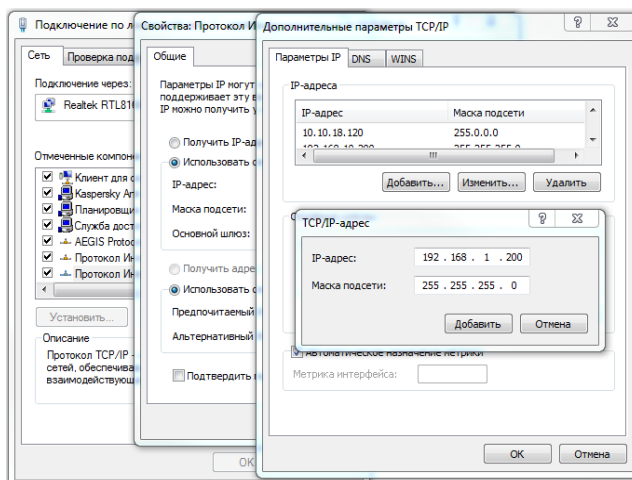 Подключение по л
Сеть
Проверка под
Подключение через:
Realtek RTL816
Отмеченные компоне
Клиент для с
Kaspersky An
Планировщи
Служба дост
AEGIS Protoc
Протокол Ин
Протокол Ин
Установить...
Описание
Протокол TCP/IP -
сетей, обеспечива
взаимодействующ
ОК
Свойства: Протокол И
Общие
Параметры IP могут
поддерживает эту в
IP можно получить у
Получить IP-ад
Использовать с
IP-адрес:
Маска подсети:
Основной шлюз:
Получить адре
Использовать с
Предпочитаемый
Альтернативный
Подтвердить
Дополнительные параметры TCP/IP
Параметры IP
DNS
WINS
IP-адреса
IP-адрес
Маска подсети
10.10.18.120
255.0.0.0
Добавить...
Изменить...
Удалить
TCP/IP-адрес
IP-адрес:
192 . 168 . 1 . 200
Маска подсети:
255 . 255 . 255 . 0
Добавить
Отмена
Автоматическое назначение метрики
Метрика интерфейса:
ОК
Отмена